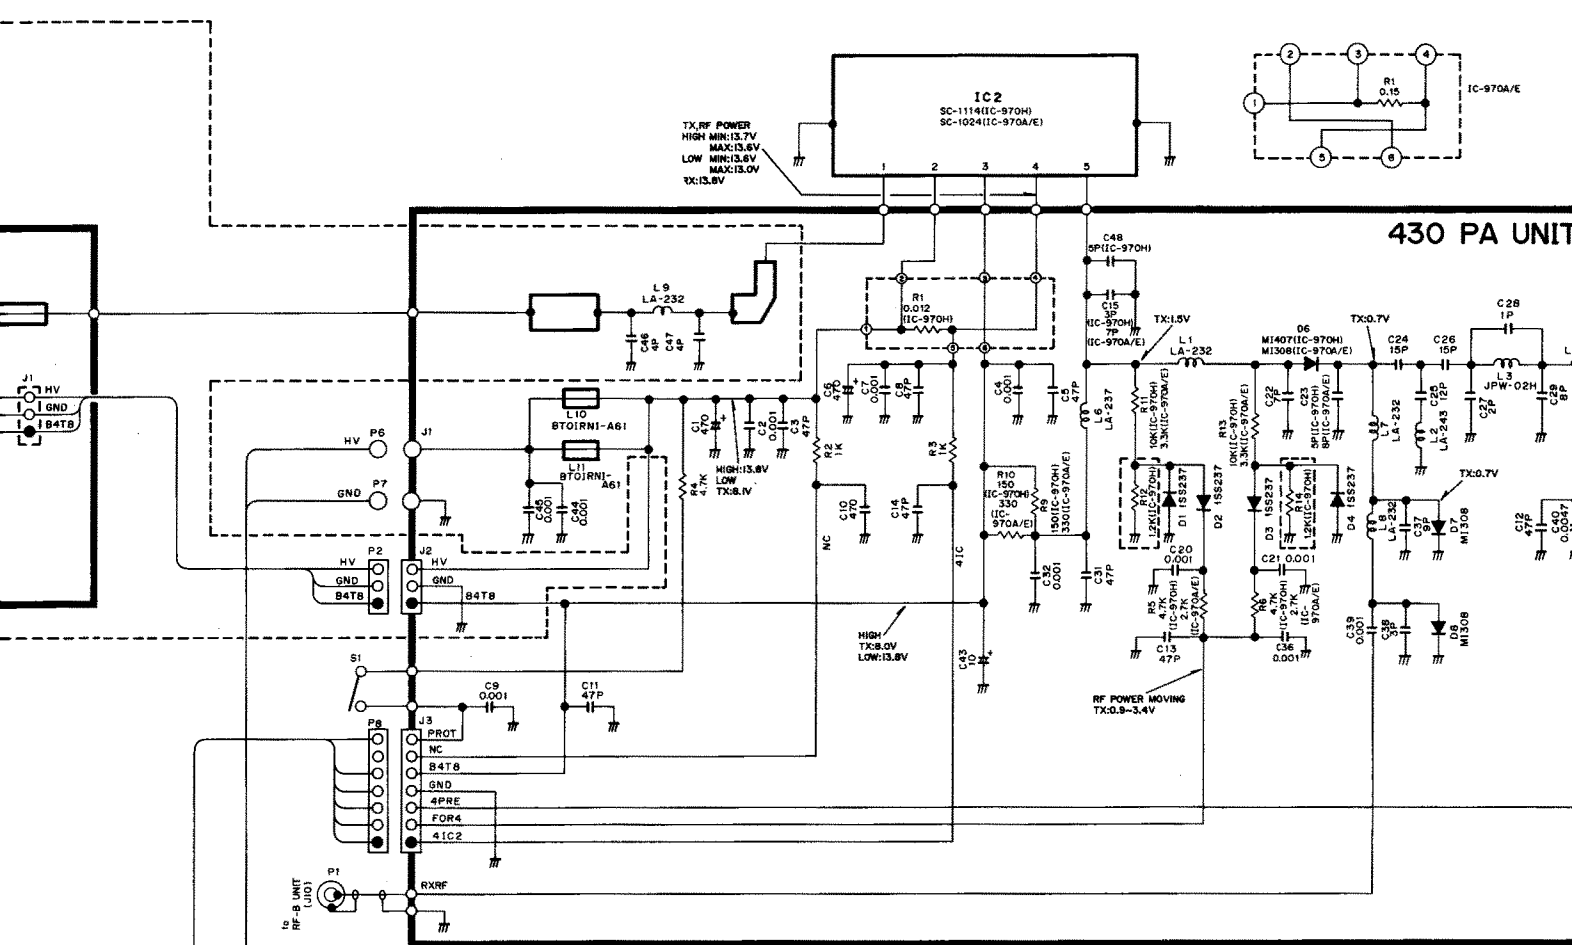 IC2
SC-1114(IC-970H)
SC-1024(IC-970A/E)
1
2
3
4
5
TX,RF POWER
HIGH MIN:13.7V
MAX:13.6V
LOW MIN:13.6V
MAX:13.0V
RX:13.8V
2
3
4
R1
0.15
1
5
6
IC-970A/E
430 PA UNIT
C48
5P(IC-970H)
C15
3P
(IC-970H)
7P
(IC-970A/E)
L9
LA-232
C46
4P
C47
4P
2
3
4
R1
0.012
(IC-970H)
1
5
6
TX:1.5V
L1
LA-232
D6
MI407(IC-970H)
MI308(IC-970A/E)
TX:0.7V
C24
15P
C26
15P
C28
1P
L3
JPW-02H
J1
HV
GND
B4T8
L10
BT01RN1-A61
L11
BT01RN1-
A61
C45
0.001
C44
0.001
C1
470
C2
0.001
C3
47P
HIGH:13.8V
LOW
TX:8.1V
R4
4.7K
R2
1K
C6
470
C7
0.001
C8
47P
R3
1K
C4
0.001
C5
47P
L6
LA-237
R11
10K(IC-970H)
3.3K(IC-970A/E)
R13
10K(IC-970H)
3.3K(IC-970A/E)
C22
7P
C23
5P(IC-970H)
8P(IC-970A/E)
L7
LA-232
C25
12P
L2
LA-243
C27
2P
C29
8P
P6
HV
J1
P7
GND
C10
470
C14
47P
NC
4IC
R10
150
(IC-970H)
330
(IC-
970A/E)
R9
150(IC-970H)
330(IC-970A/E)
C32
0.001
C31
47P
R12
1.2K(IC-970H)
D1 1SS237
D2 1SS237
D3 1SS237
R14
1.2K(IC-970H)
D4 1SS237
L8
LA-232
C37
9P
D7
MI308
TX:0.7V
C12
47P
C40
0.0047
P2
HV
GND
B4T8
J2
HV
GND
B4T8
C20
0.001
C21 0.001
R5
4.7K
(IC-970H)
2.7K
(IC-970A/E)
R6
4.7K
(IC-970H)
2.7K
(IC-
970A/E)
C13
47P
C36
0.001
C39
0.001
C38
3P
D8
MI308
HIGH
TX:8.0V
LOW:13.8V
C43
10
RF POWER MOVING
TX:0.9~3.4V
S1
C9
0.001
C11
47P
P8
J3
PROT
NC
B4T8
GND
4PRE
FOR4
4IC2
P1
RXRF
to
RF-B UNIT
(J10)